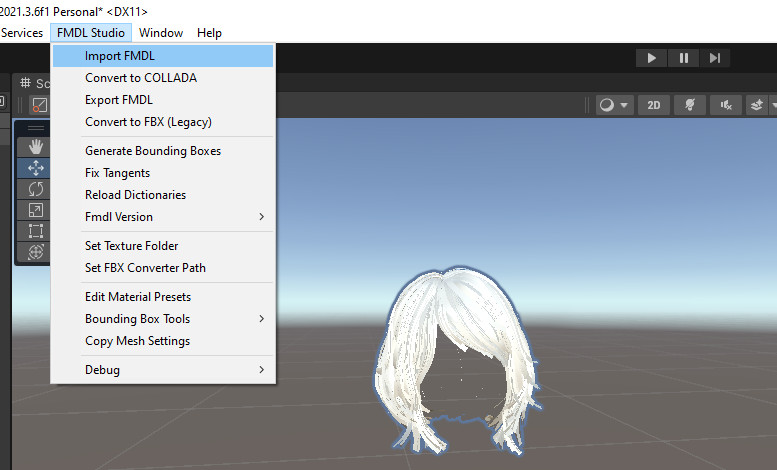 2021.3.6f1 Personal* <DX11>
Services FMDL Studio Window Help
Import FMDL
Convert to COLLADA
Export FMDL
Convert to FBX (Legacy)
Generate Bounding Boxes
Fix Tangents
Reload Dictionaries
Fmdl Version
Set Texture Folder
Set FBX Converter Path
Edit Material Presets
Bounding Box Tools
Copy Mesh Settings
Debug
# Sc
2D